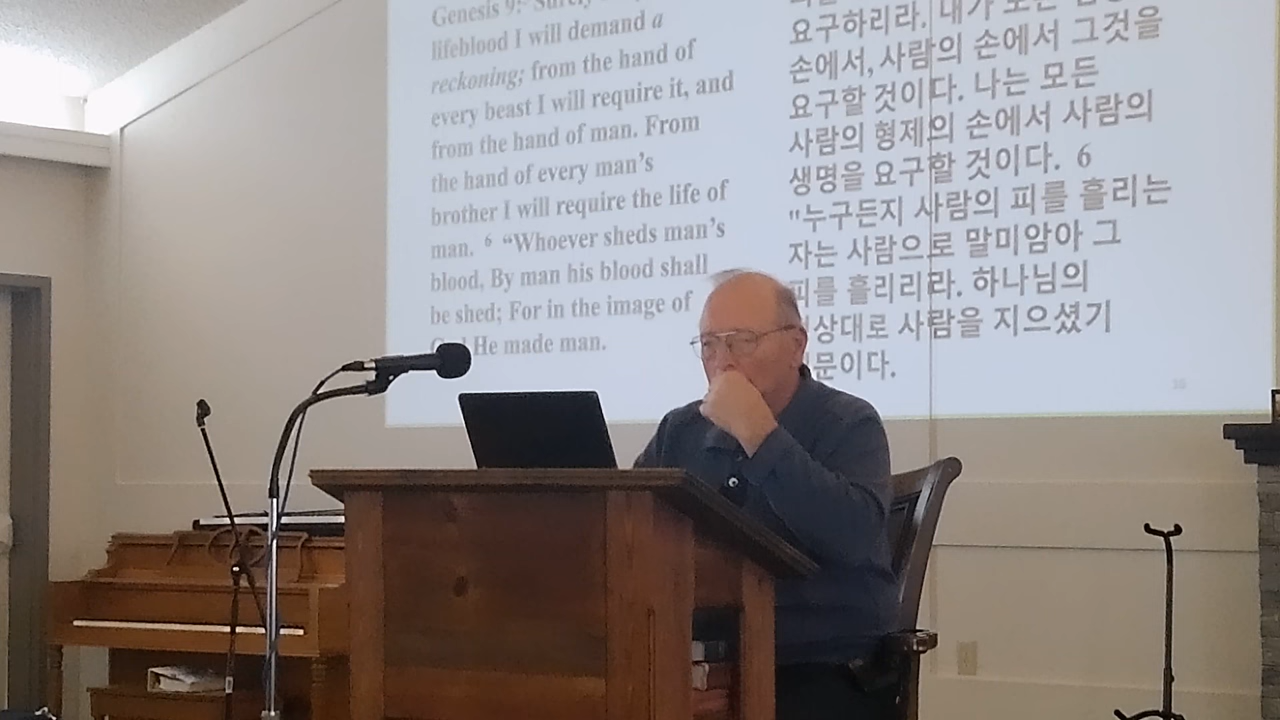 Genesis 9:
lifeblood I will demand a
reckoning; from the hand of
every beast I will require it, and
from the hand of man. From
the hand of every man’s
brother I will require the life of
man. 6 “Whoever sheds man’s
blood, By man his blood shall
be shed; For in the image of
He made man.
요구하리라. 내가 모든
손에서, 사람의 손에서 그것을
요구할 것이다. 나는 모든
사람의 형제의 손에서 사람의
생명을 요구할 것이다. 6
"누구든지 사람의 피를 흘리는
자는 사람으로 말미암아 그
피를 흘리리라. 하나님의
상대로 사람을 지으셨기
문이다.